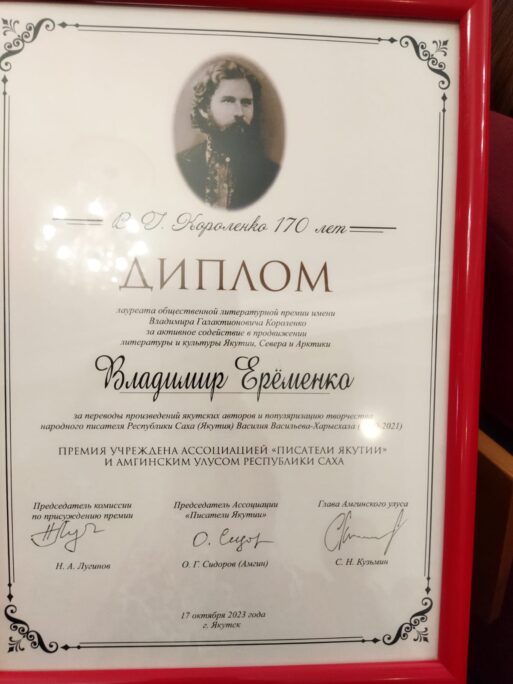 В. Г. Короленко 170 лет
ДИПЛОМ
лауреата общественной литературной премии имени
Владимира Галактионовича Короленко
за активное содействие в продвижении
литературы и культуры Якутии, Севера и Арктики
Владимир Ерёменко
за переводы произведений якутских авторов и популяризацию творчества
народного писателя Республики Саха (Якутия) Василия Васильева-Харысхала 2021)
ПРЕМИЯ УЧРЕЖДЕНА АССОЦИАЦИЕЙ «ПИСАТЕЛИ ЯКУТИИ»
И АМГИНСКИМ УЛУСОМ РЕСПУБЛИКИ САХА
Председатель комиссии
по присуждению премии
Н. А. Лугинов
Председатель Ассоциации
«Писатели Якутии»
О. Сидор
О. Г. Сидоров (Амгин)
Глава Амгинского улуса
С. Н. Кузьмин
17 октября 2023 года
г. Якутск